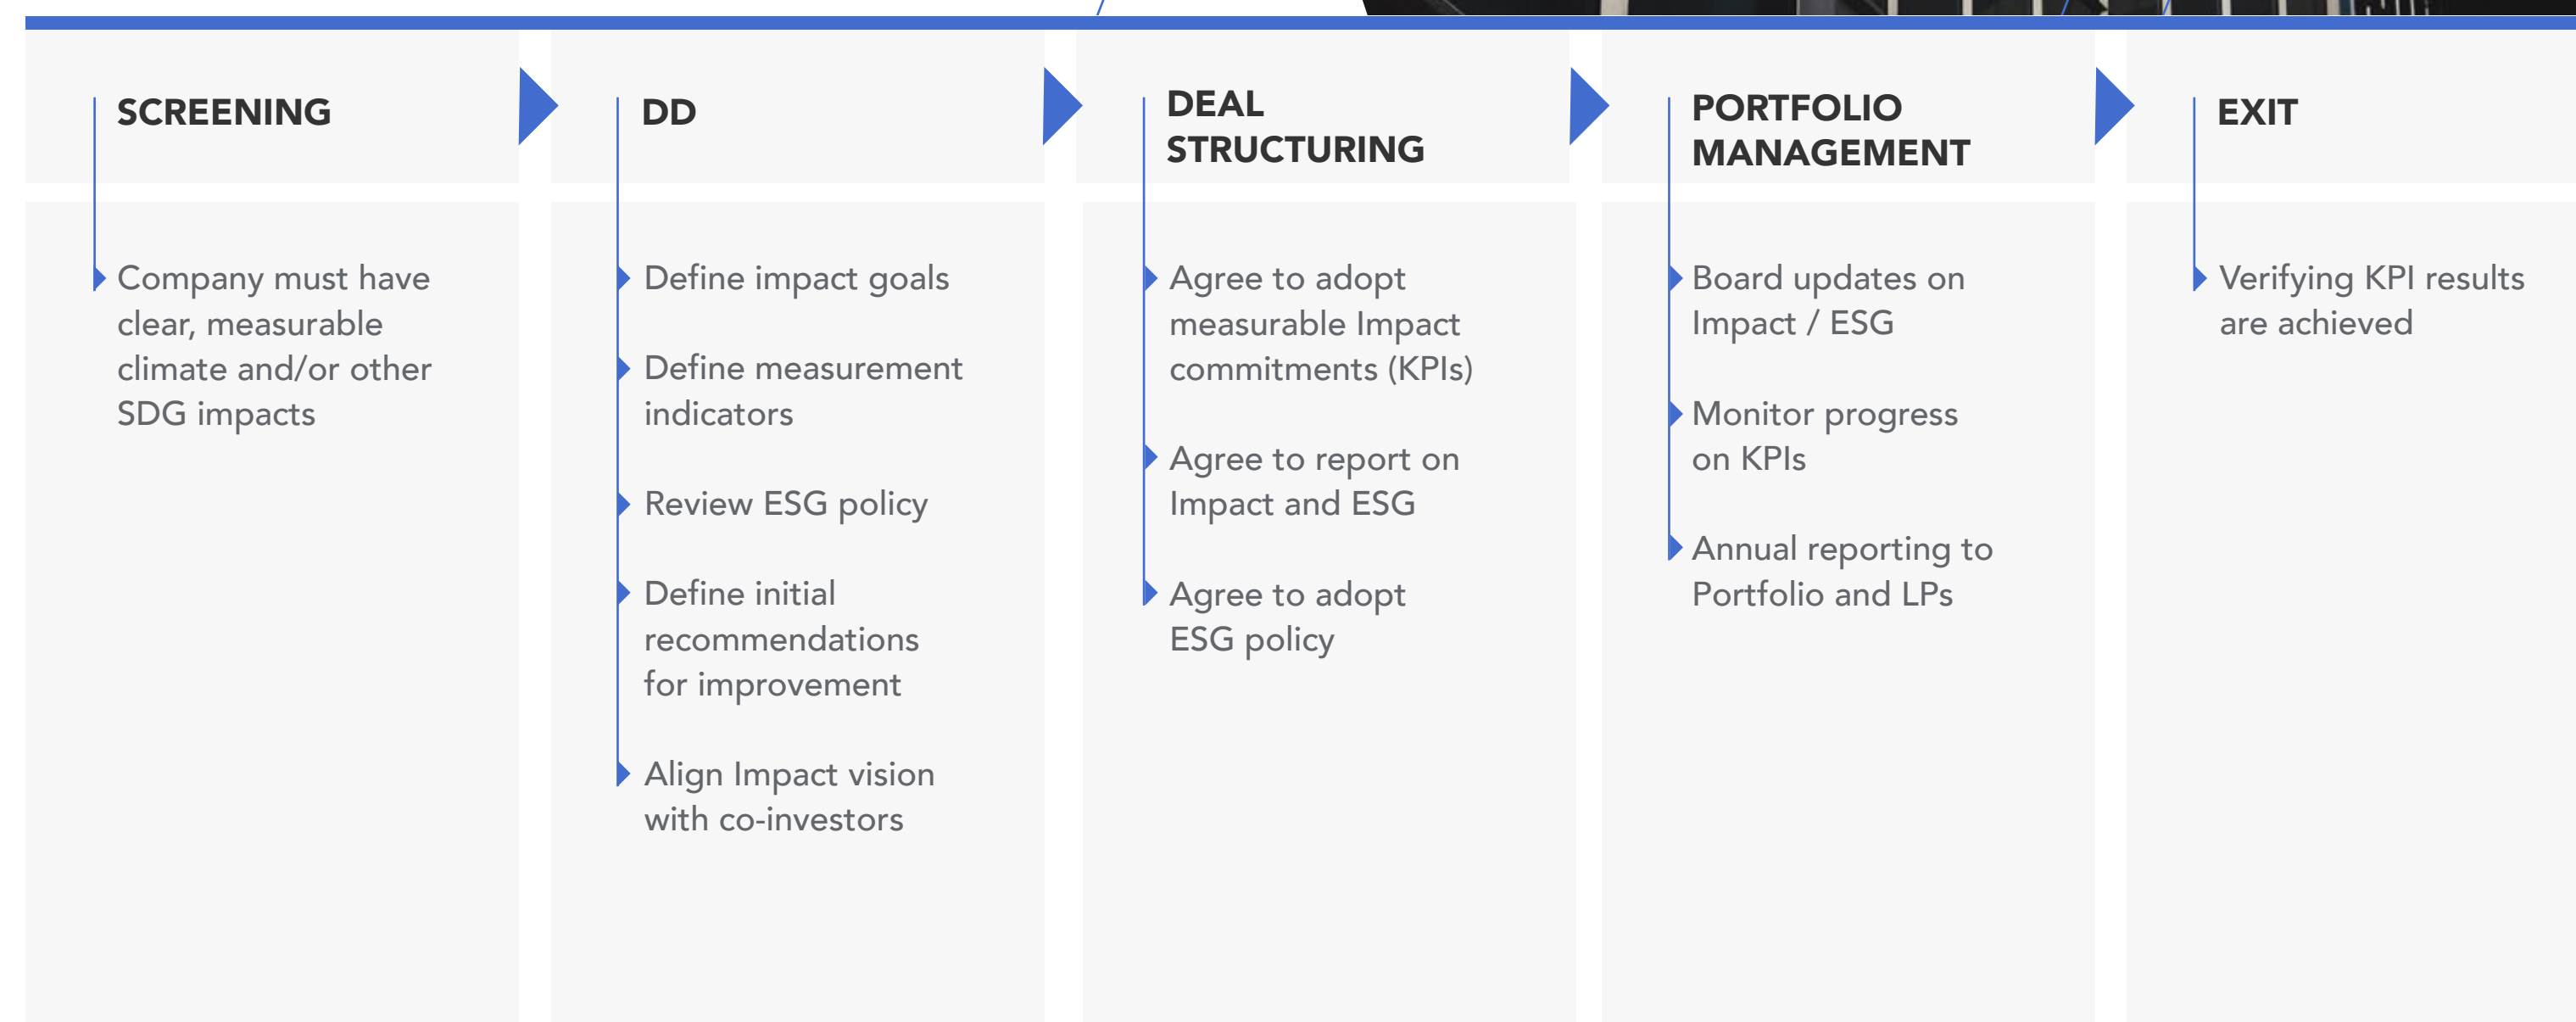 SCREENING
Company must have
clear, measurable
climate and/or other
SDG impacts
DD
Define impact goals
Define measurement
indicators
Review ESG policy
Define initial
recommendations
for improvement
Align Impact vision
with co-investors
DEAL
STRUCTURING
Agree to adopt
measurable Impact
commitments (KPIs)
Agree to report on
Impact and ESG
Agree to adopt
ESG policy
PORTFOLIO
MANAGEMENT
Board updates on
Impact / ESG
Monitor progress
on KPIs
Annual reporting to
Portfolio and LPs
EXIT
Verifying KPI results
are achieved